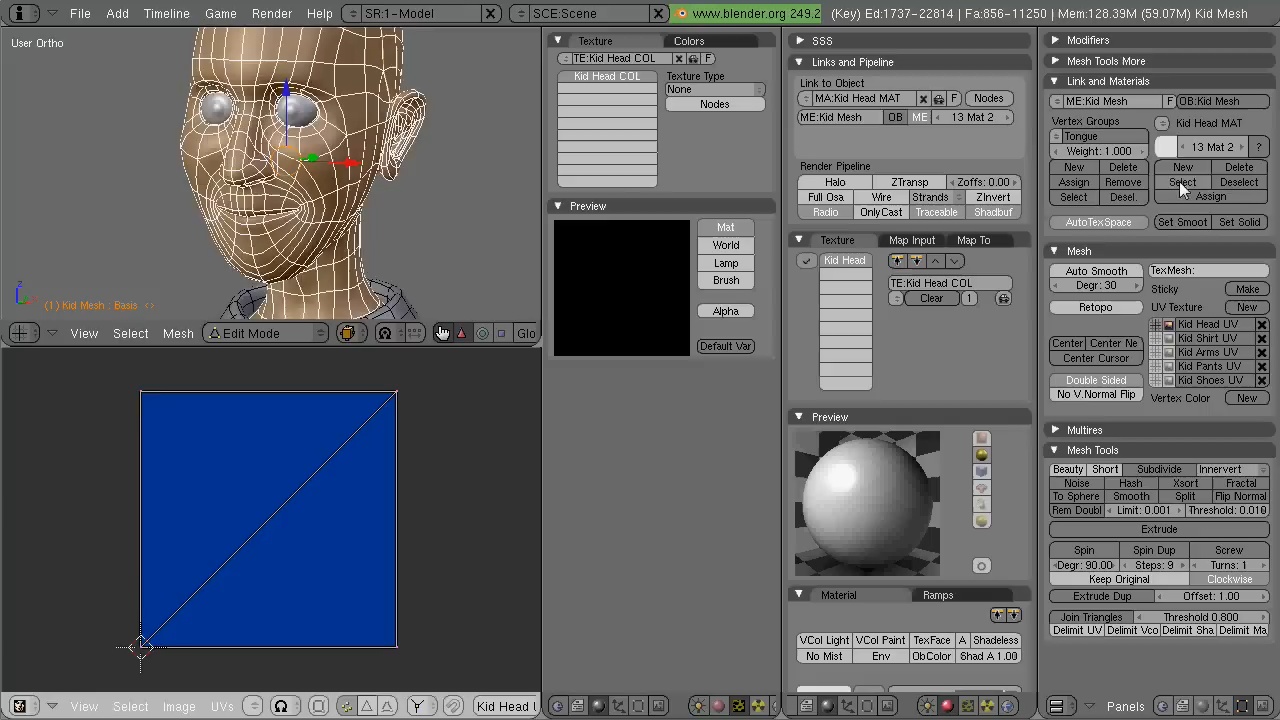 File Add Timeline Game Render Help SR:1-Model SCE:Scene www.blender.org 249.2 (Key) Ed:1737-22814 | Fa:856-11250 | Mem:128.39M (59.07M) Kid Mesh
User Ortho
(1) Kid Mesh : Basis <>
View Select Mesh Edit Mode Glo
View Select Image UVs Kid Head U
Texture Colors
TE:Kid Head COL F
Kid Head COL
Texture Type
None
Nodes
Preview
Mat
World
Lamp
Brush
Alpha
Default Var
SSS
Links and Pipeline
Link to Object
MA:Kid Head MAT F Nodes
ME:Kid Mesh OB ME 13 Mat 2
Render Pipeline
Halo ZTransp Zoffs: 0.00
Full Osa Wire Strands ZInvert
Radio OnlyCast Traceable Shadbuf
Texture Map Input Map To
Kid Head
TE:Kid Head COL
Clear 1
Preview
Material Ramps
VCol Light VCol Paint TexFace A Shadeless
No Mist Env ObColor Shad A 1.00
Modifiers
Mesh Tools More
Link and Materials
ME:Kid Mesh F OB:Kid Mesh
Vertex Groups Kid Head MAT
Tongue
Weight: 1.000 13 Mat 2 ?
New Delete New Delete
Assign Remove Select Deselect
Select Desel. Assign
AutoTexSpace Set Smoot Set Solid
Mesh
Auto Smooth TexMesh:
Degr: 30 Sticky Make
Retopo UV Texture New
Kid Head UV
Center Center Ne Kid Shirt UV
Center Cursor Kid Arms UV
Kid Pants UV
Double Sided Kid Shoes UV
No V.Normal Flip Vertex Color New
Multires
Mesh Tools
Beauty Short Subdivide Innervert
Noise Hash Xsort Fractal
To Sphere Smooth Split Flip Normal
Rem Doubl Limit: 0.001 Threshold: 0.010
Extrude
Spin Spin Dup Screw
Degr: 90.00 Steps: 9 Turns: 1
Keep Original Clockwise
Extrude Dup Offset: 1.00
Join Triangles Threshold 0.800
Delimit UV Delimit Vco Delimit Sha Delimit Ma
Panels